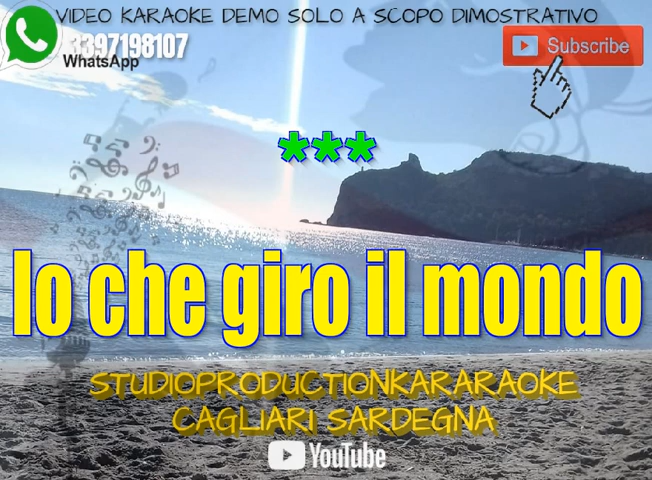 VIDEO KARAOKE DEMO SOLO A SCOPO DIMOSTRATIVO
3397198107
WhatsApp
Subscribe
***
Io che giro il mondo
STUDIOPRODUCTIONKARARAOKE
CAGLIARI SARDEGNA
YouTube